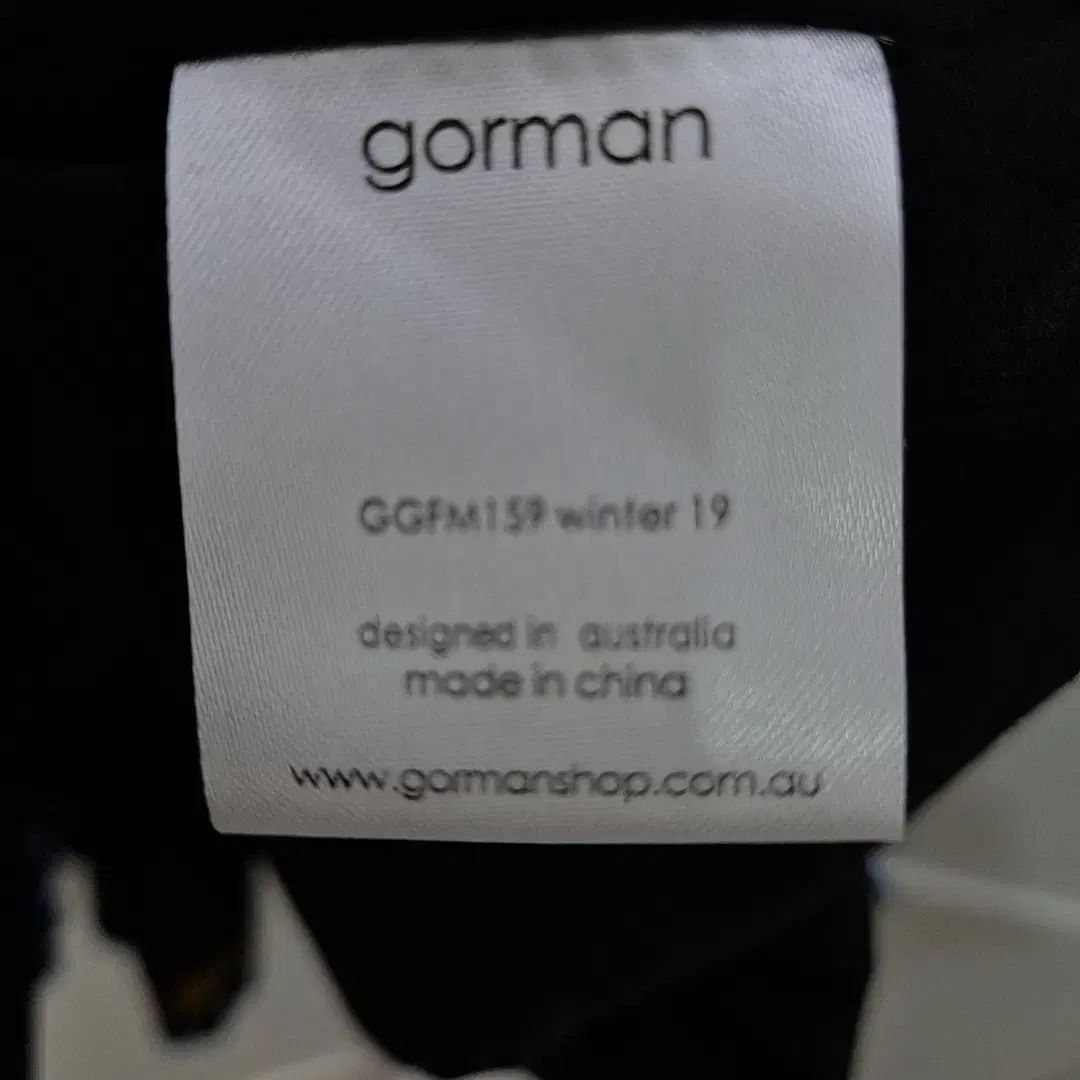 gorman
GGFM159 winter 19
designed in australia
made in china
www.gormanshop.com.au